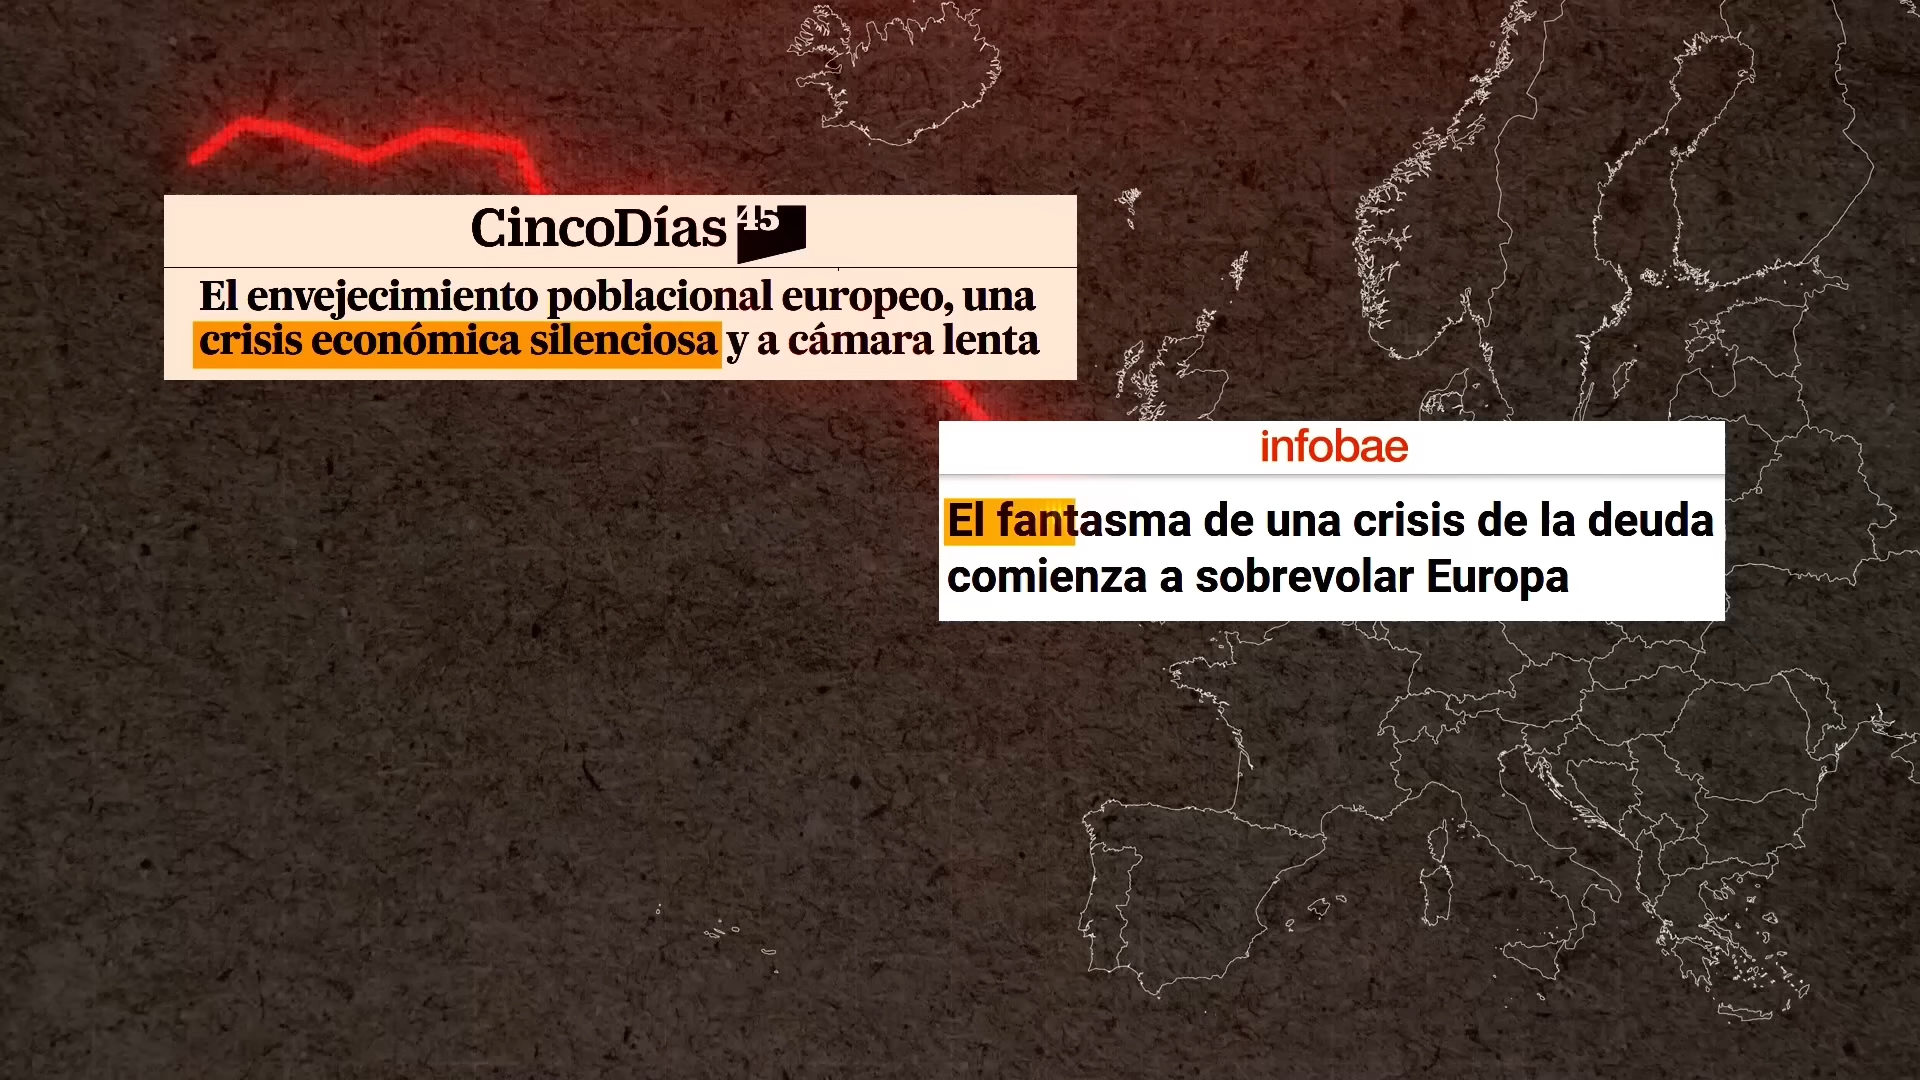 CincoDías 45
El envejecimiento poblacional europeo, una
crisis económica silenciosa y a cámara lenta
infobae
El fantasma de una crisis de la deuda
comienza a sobrevolar Europa